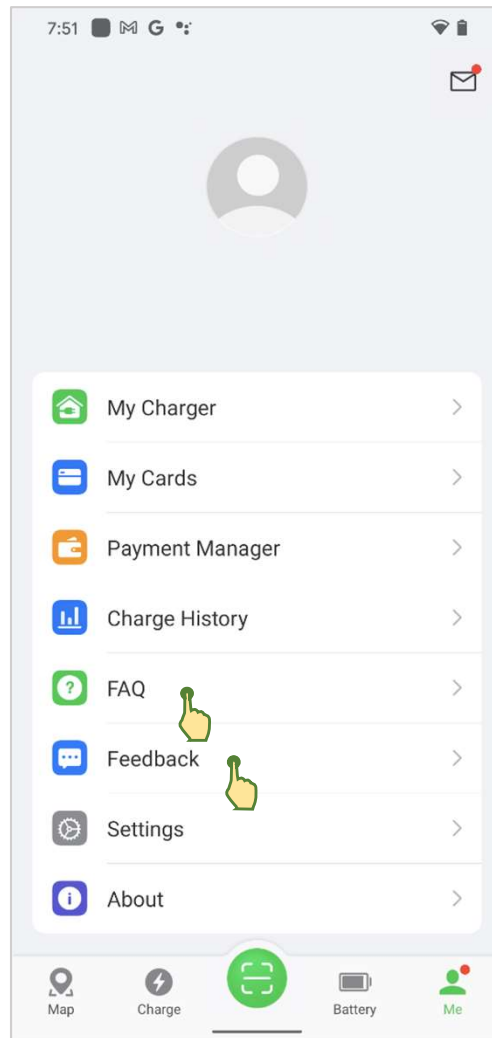 7:51
My Charger
My Cards
Payment Manager
Charge History
FAQ
Feedback
Settings
About
Map
Charge
Battery
Me